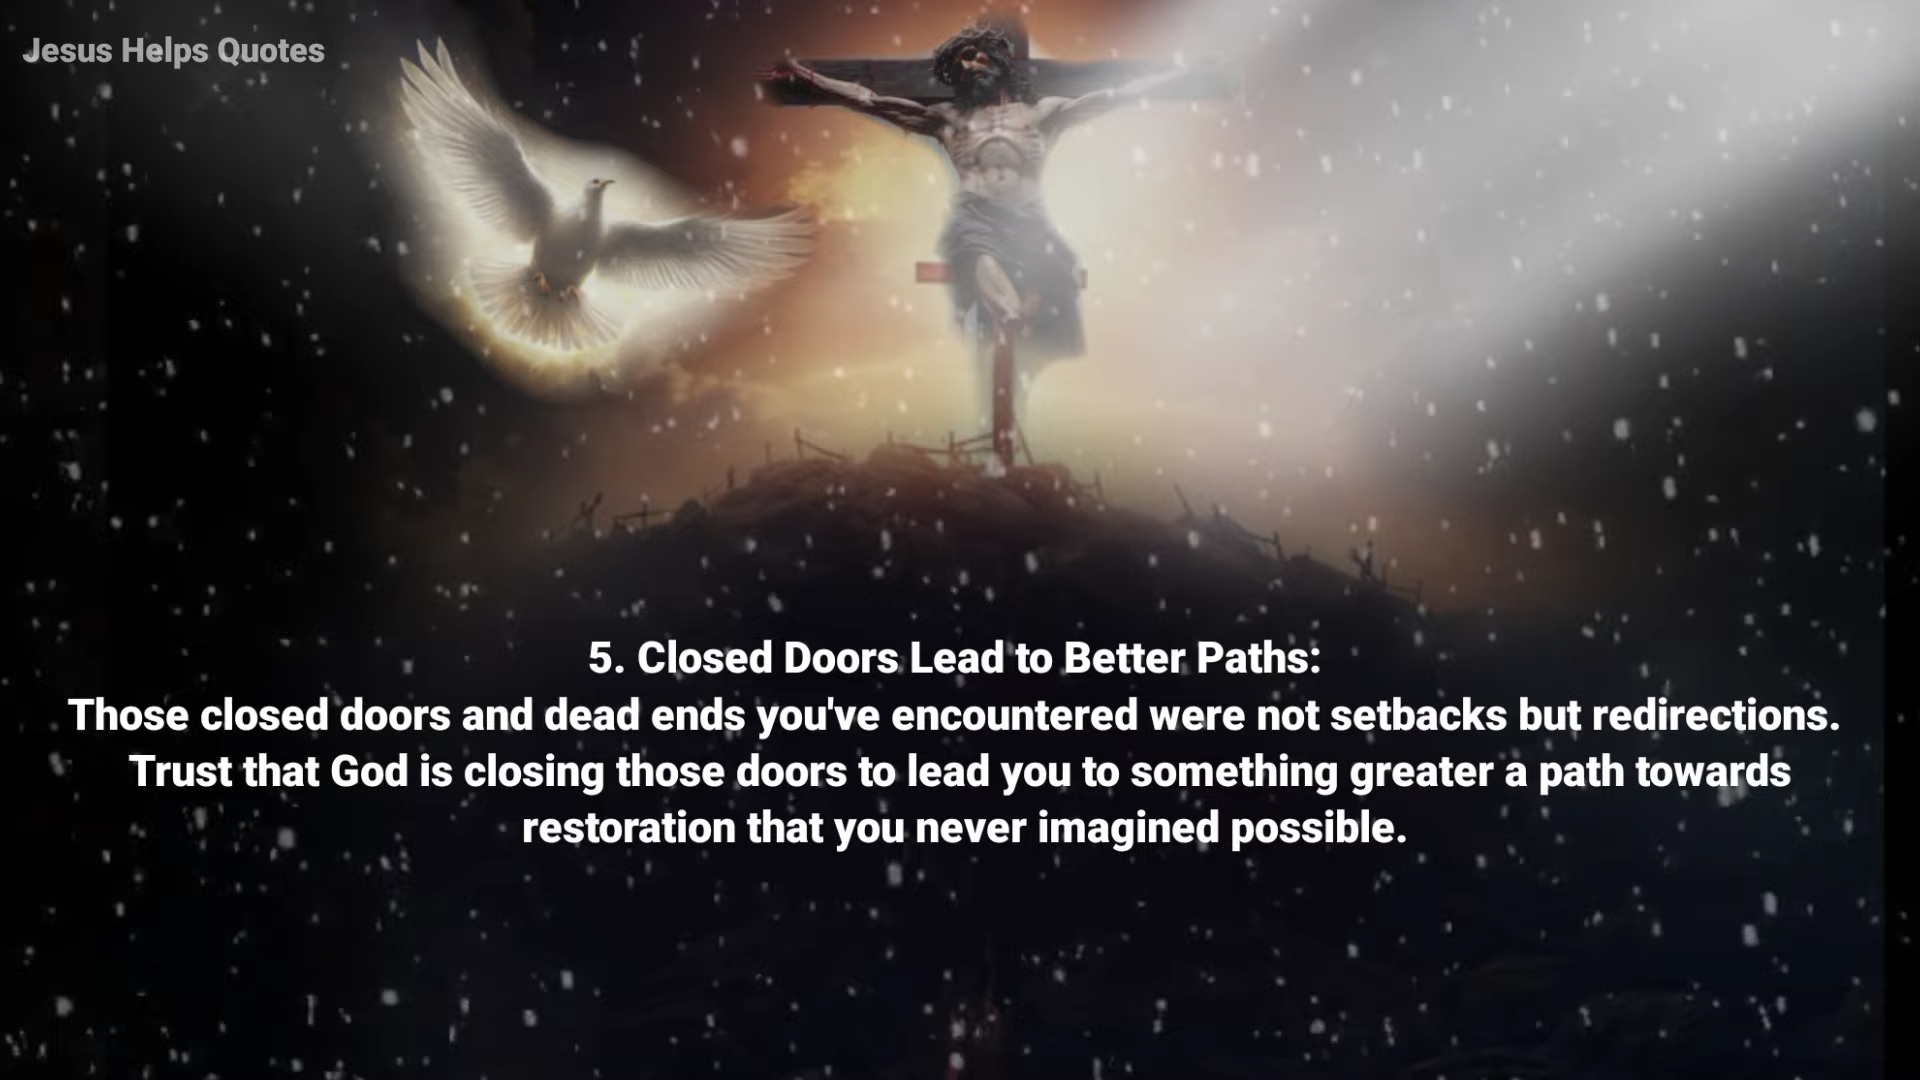 Jesus Helps Quotes
5. Closed Doors Lead to Better Paths:
Those closed doors and dead ends you've encountered were not setbacks but redirections.
Trust that God is closing those doors to lead you to something greater a path towards
restoration that you never imagined possible.